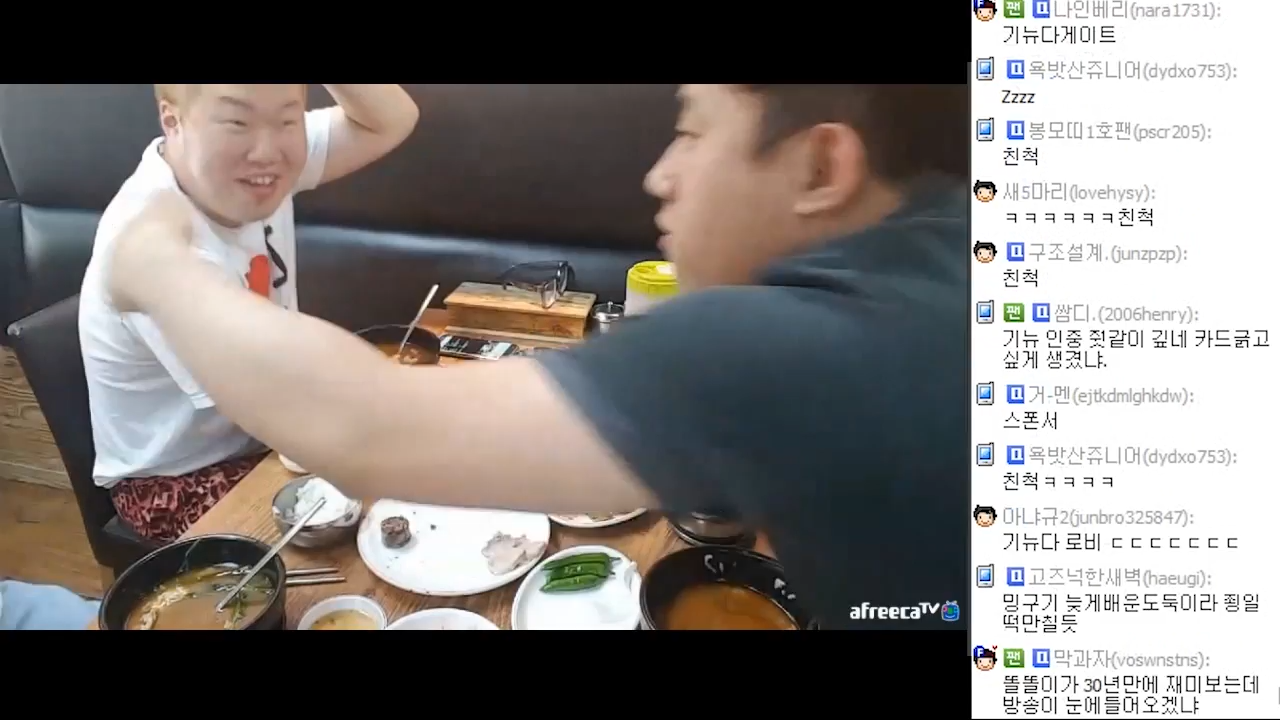 나인베리(nara1731):
기뉴다게이트
욕밧산쥬니어(dydxo753):
Zzzz
봉모띠1호팬(pscr205):
친척
새5마리(lovehysy):
ㅋㅋㅋㅋㅋㅋ친척
구조설계.(junzpzp):
친척
팬 쌈디.(2006henry):
기뉴 인중 젓같이 깊네 카드긁고
싶게 생겼냐.
거-멘(ejtkdmlghkdw):
스폰서
욕밧산쥬니어(dydxo753):
친척ㅋㅋㅋㅋ
아냐규2(junbro325847):
기뉴다 로비 ㄷㄷㄷㄷㄷㄷㄷ
고즈넉한새벽(haeugi):
밍구기 늦게배운도둑이라 죙일
떡만칠듯
팬 막과자(voswnstns):
똘똘이가 30년만에 재미보는데
방송이 눈에들어오겠냐
afreecaTV